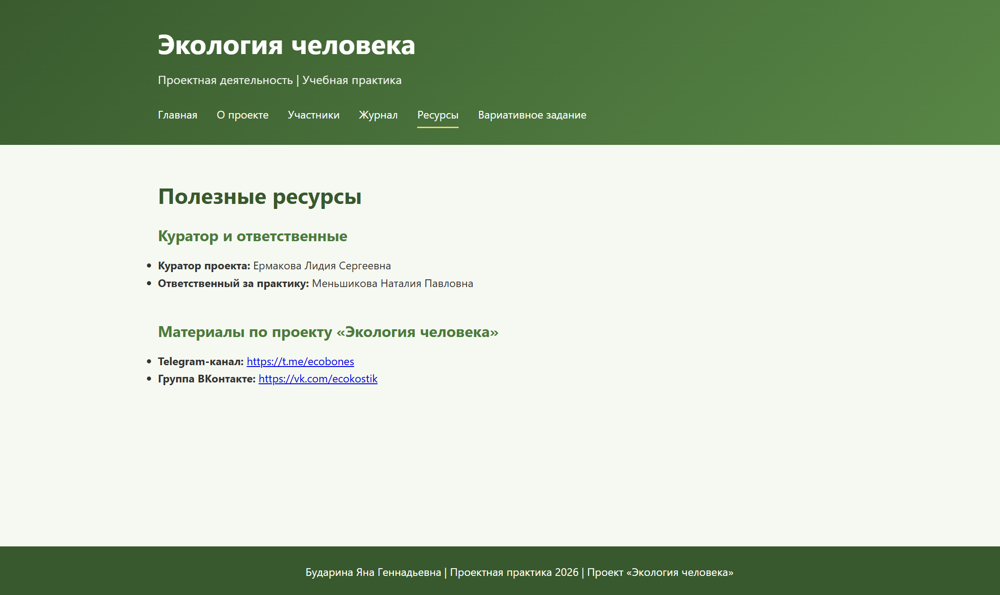 Экология человека
Проектная деятельность | Учебная практика
Главная О проекте Участники Журнал Ресурсы Вариативное задание
Полезные ресурсы
Куратор и ответственные
• Куратор проекта: Ермакова Лидия Сергеевна
• Ответственный за практику: Меньшикова Наталия Павловна
Материалы по проекту «Экология человека»
• Telegram-канал: https://t.me/ecobones
• Группа ВКонтакте: https://vk.com/ecokostik
Бударина Яна Геннадьевна | Проектная практика 2026 | Проект «Экология человека»